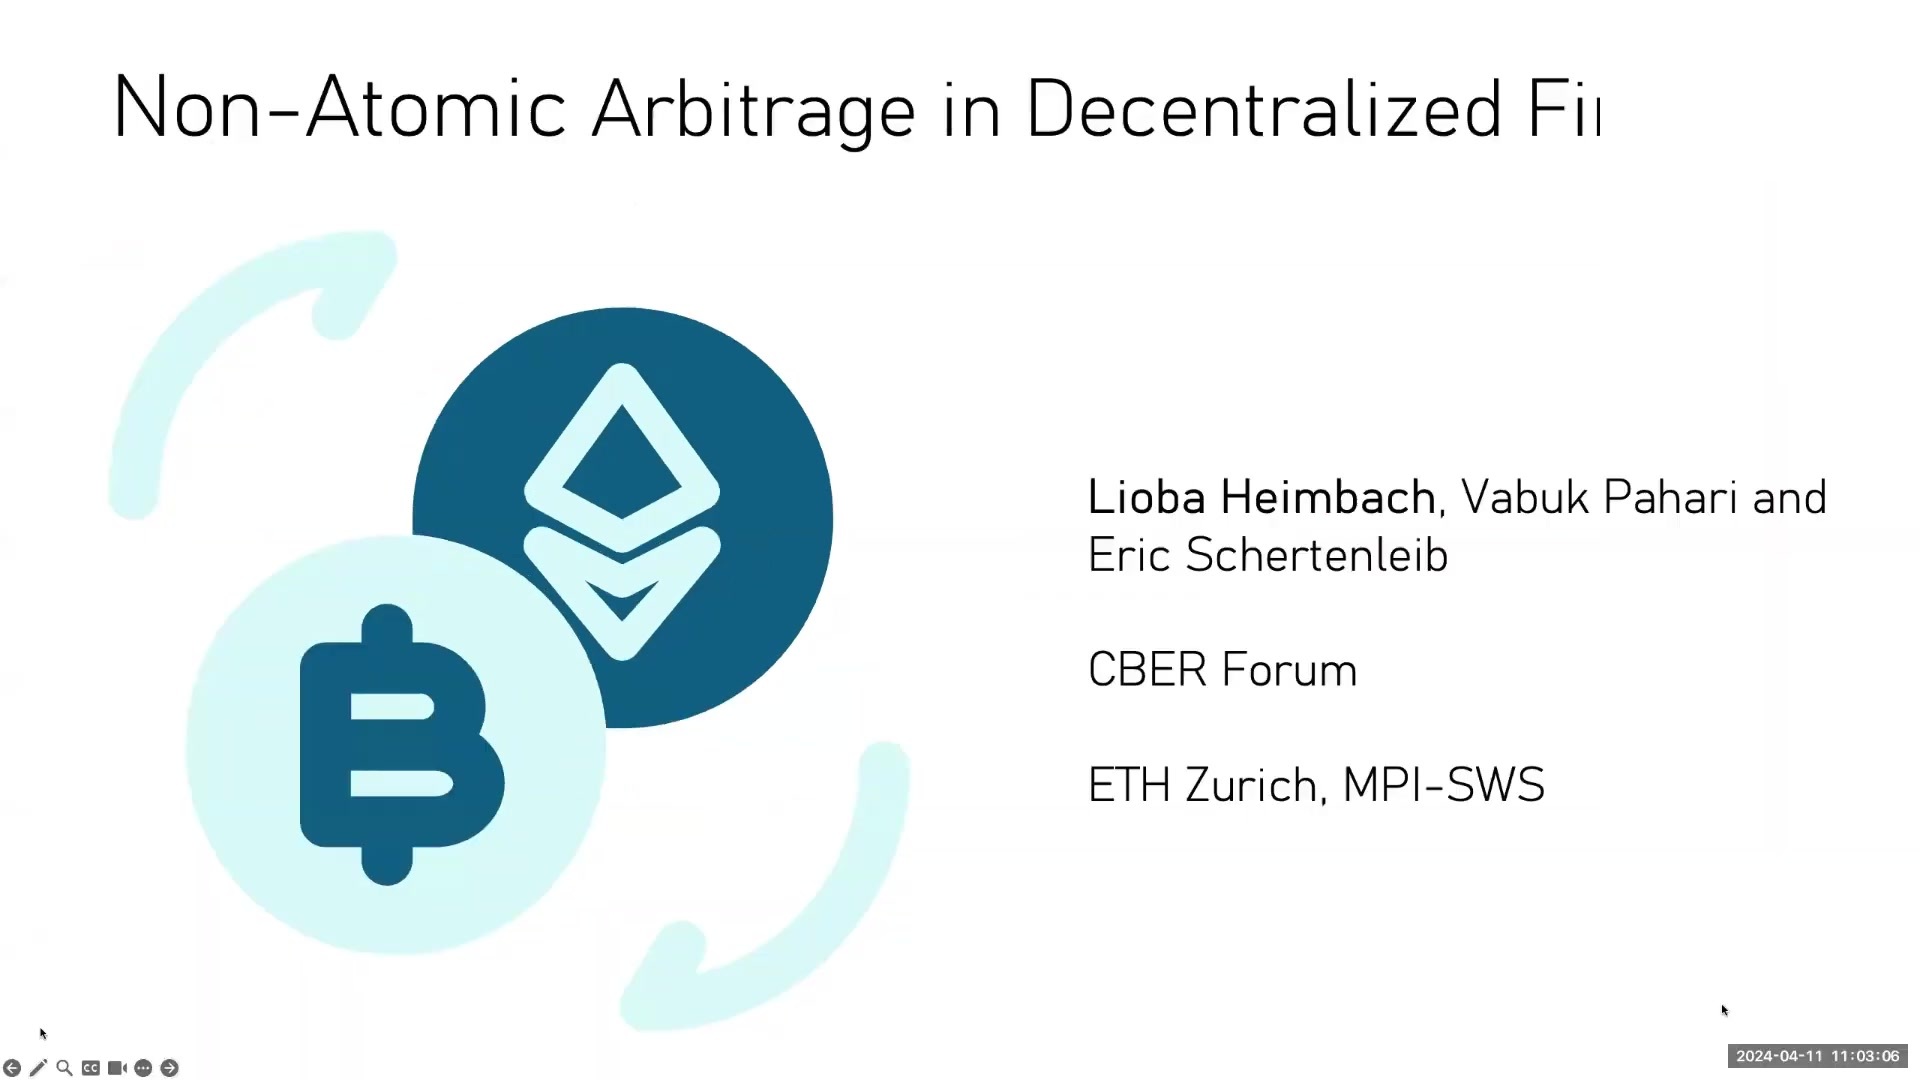 Non-Atomic Arbitrage in Decentralized Fi
Lioba Heimbach, Vabuk Pahari and
Eric Schertenleib
CBER Forum
ETH Zurich, MPI-SWS
CC
2024-04-11 11:03:06